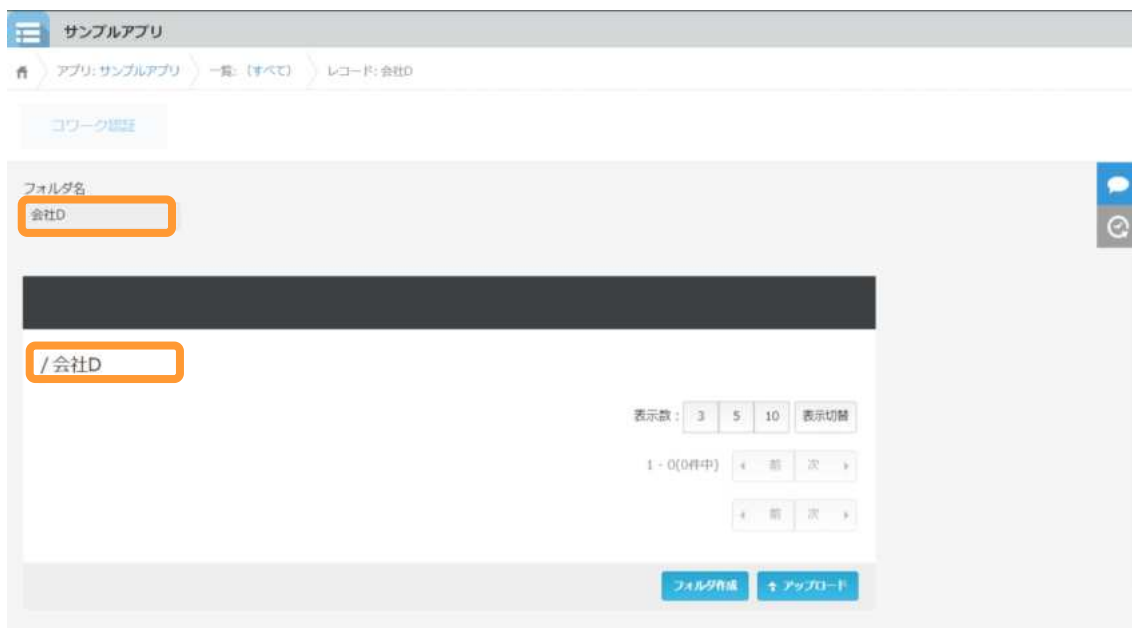 サンプルアプリ
アプリ: サンプルアプリ 一覧: (すべて) レコード: 会社D
コワーク認証
フォルダ名
会社D
/ 会社D
表示数: 3 5 10 表示切替
1 - 0(0件中) 前 次
前 次
フォルダ作成 アップロード